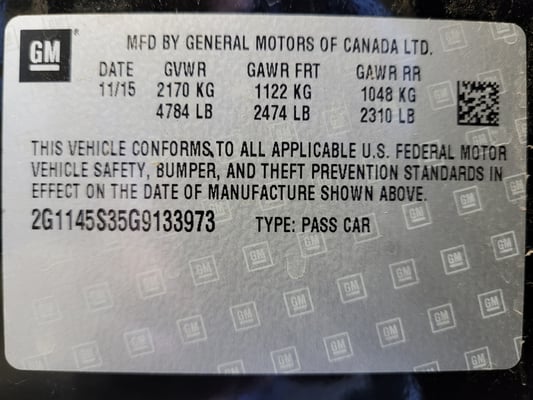 GM
MFD BY GENERAL MOTORS OF CANADA LTD.
DATE GVWR GAWR FRT GAWR RR
11/15 2170 KG 1122 KG 1048 KG
4784 LB 2474 LB 2310 LB
THIS VEHICLE CONFORMS TO ALL APPLICABLE U.S. FEDERAL MOTOR
VEHICLE SAFETY, BUMPER, AND THEFT PREVENTION STANDARDS IN
EFFECT ON THE DATE OF MANUFACTURE SHOWN ABOVE.
2G1145S35G9133973 TYPE: PASS CAR